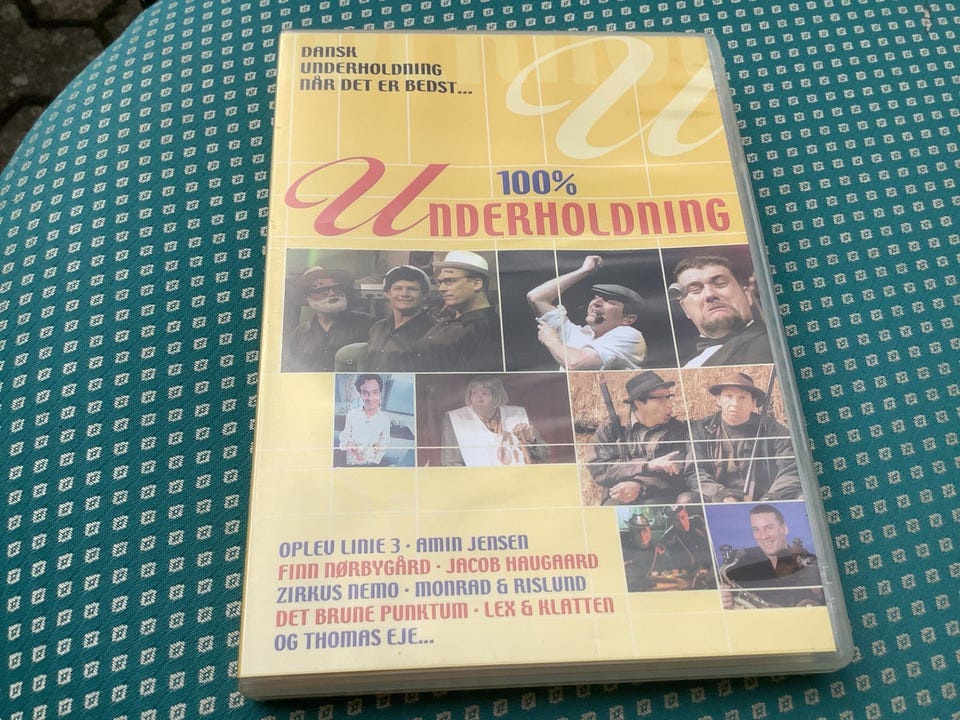 DANSK
UNDERHOLDNING
NÅR DET ER BEDST...
U
100%
UNDERHOLDNING
OPLEV LINIE 3 · AMIN JENSEN
FINN NØRBYGÅRD · JACOB HAUGAARD
ZIRKUS NEMO · MONRAD & RISLUND
DET BRUNE PUNKTUM · LEX & KLATTEN
OG THOMAS EJE...